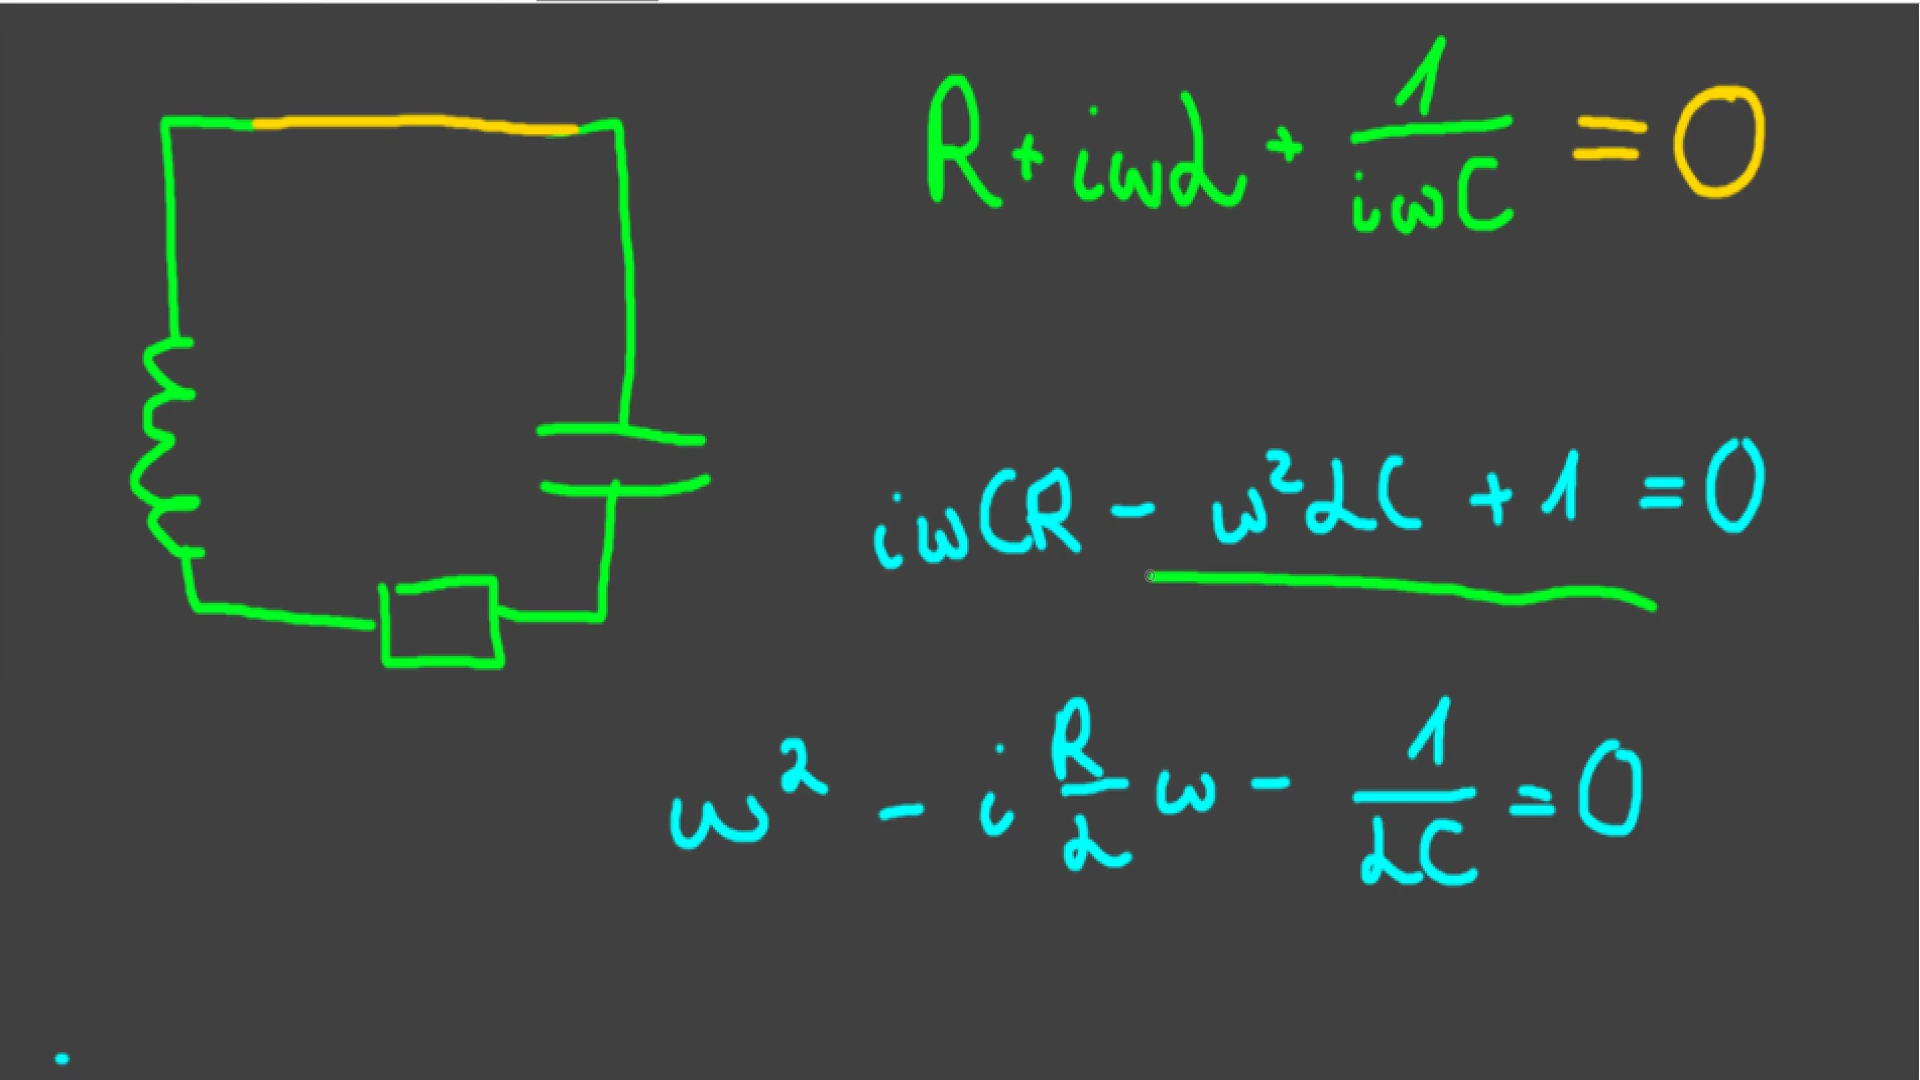 R + iωL + 1/(iωC) = 0
iωCR - ω²LC + 1 = 0
ω² - i R/L ω - 1/(LC) = 0